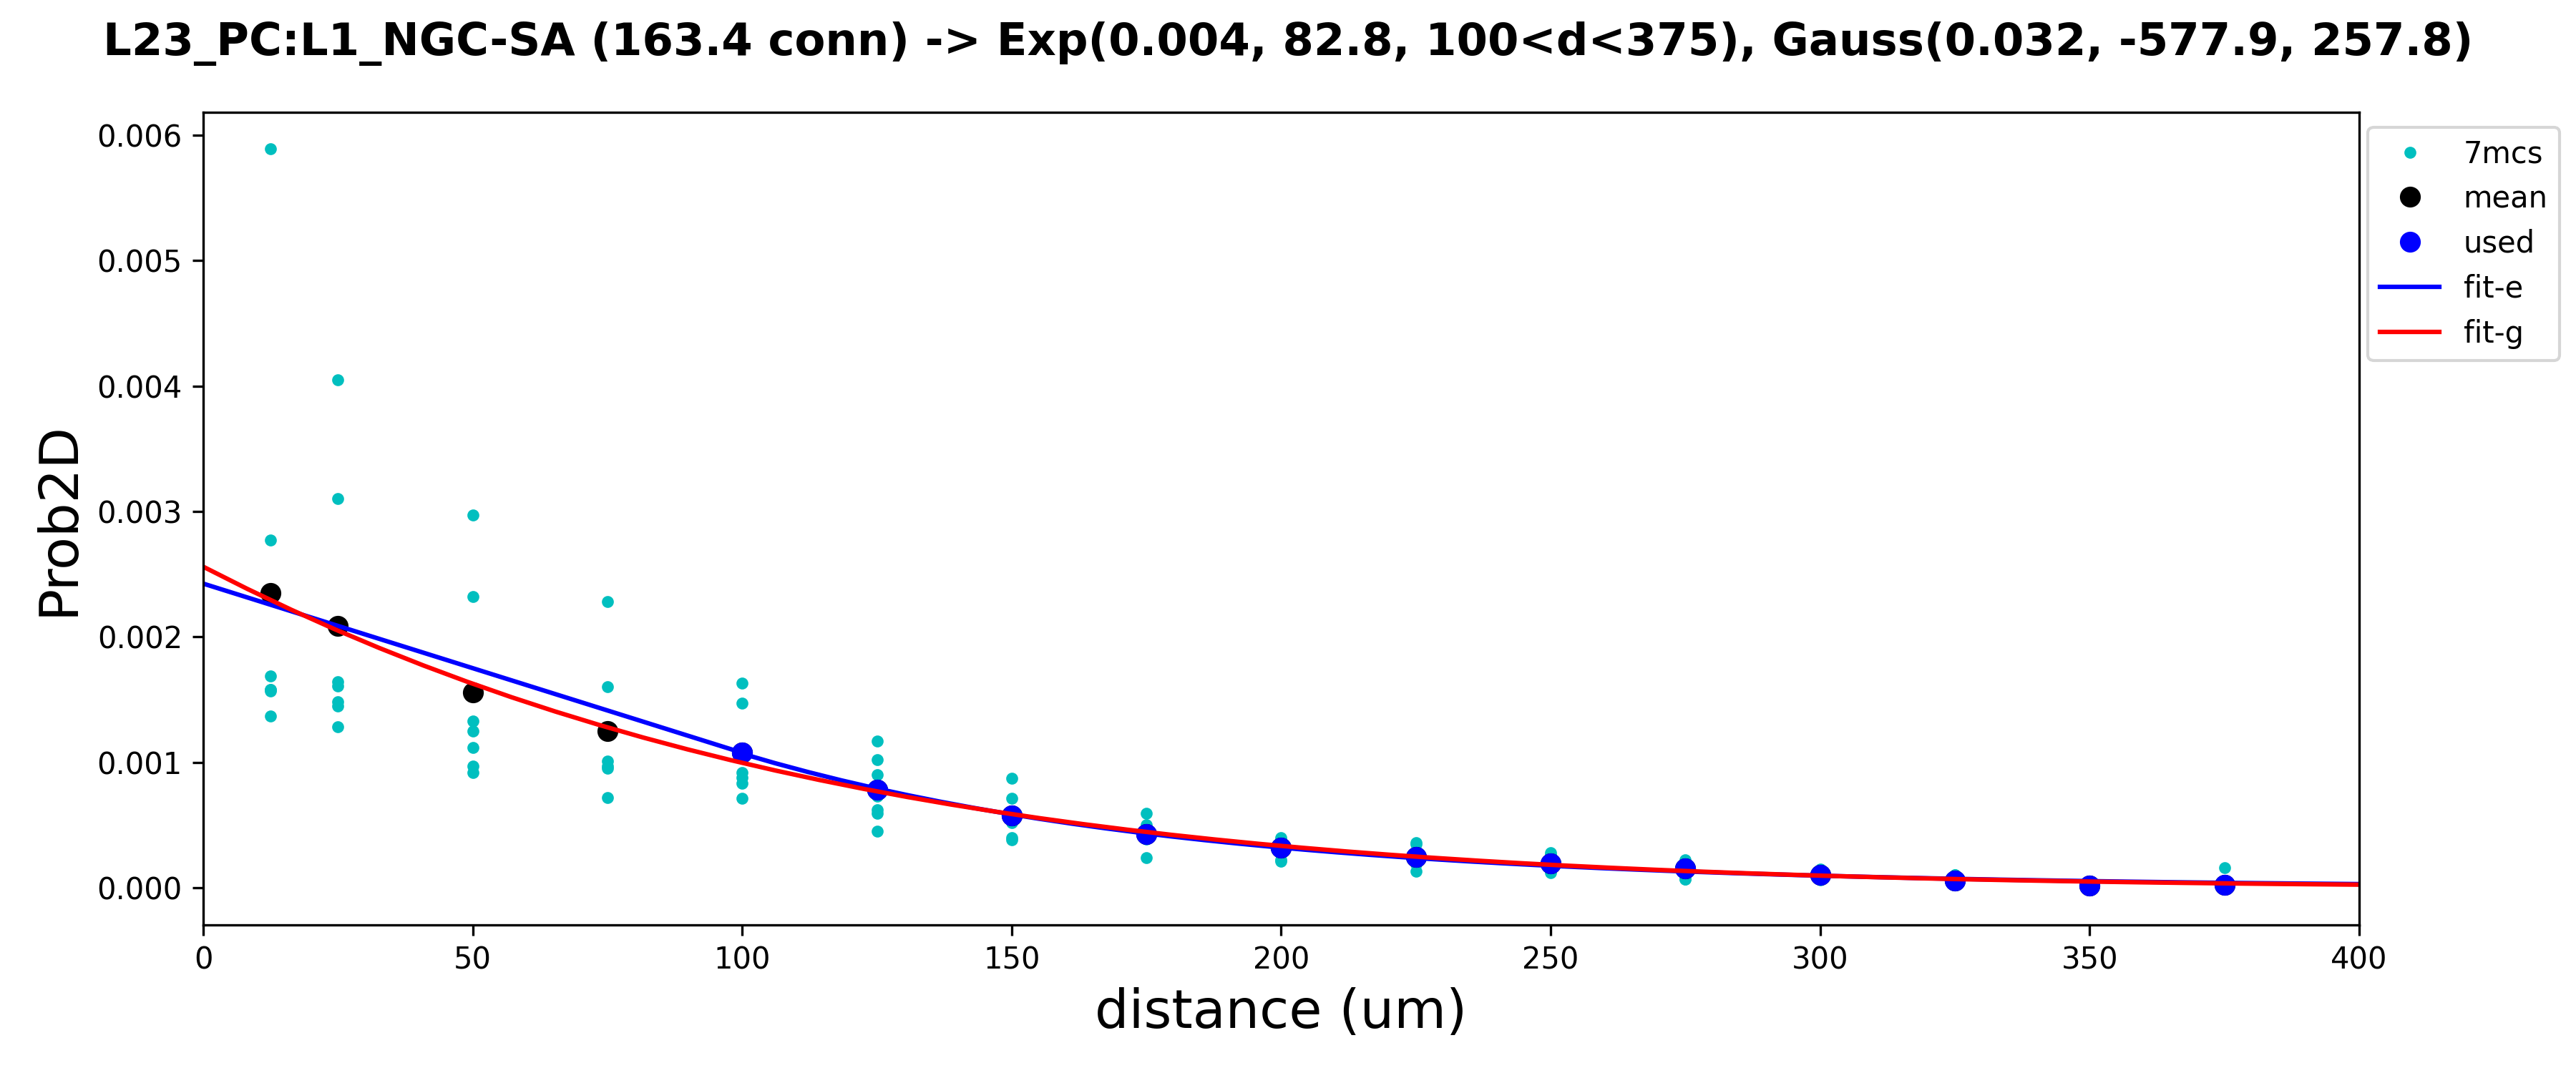 L23_PC:L1_NGC-SA (163.4 conn) -> Exp(0.004, 82.8, 100<d<375), Gauss(0.032, -577.9, 257.8)
0.006
0.005
0.004
0.003
0.002
0.001
0.000
Prob2D
0 50 100 150 200 250 300 350 400
distance (um)
7mcs
mean
used
fit-e
fit-g